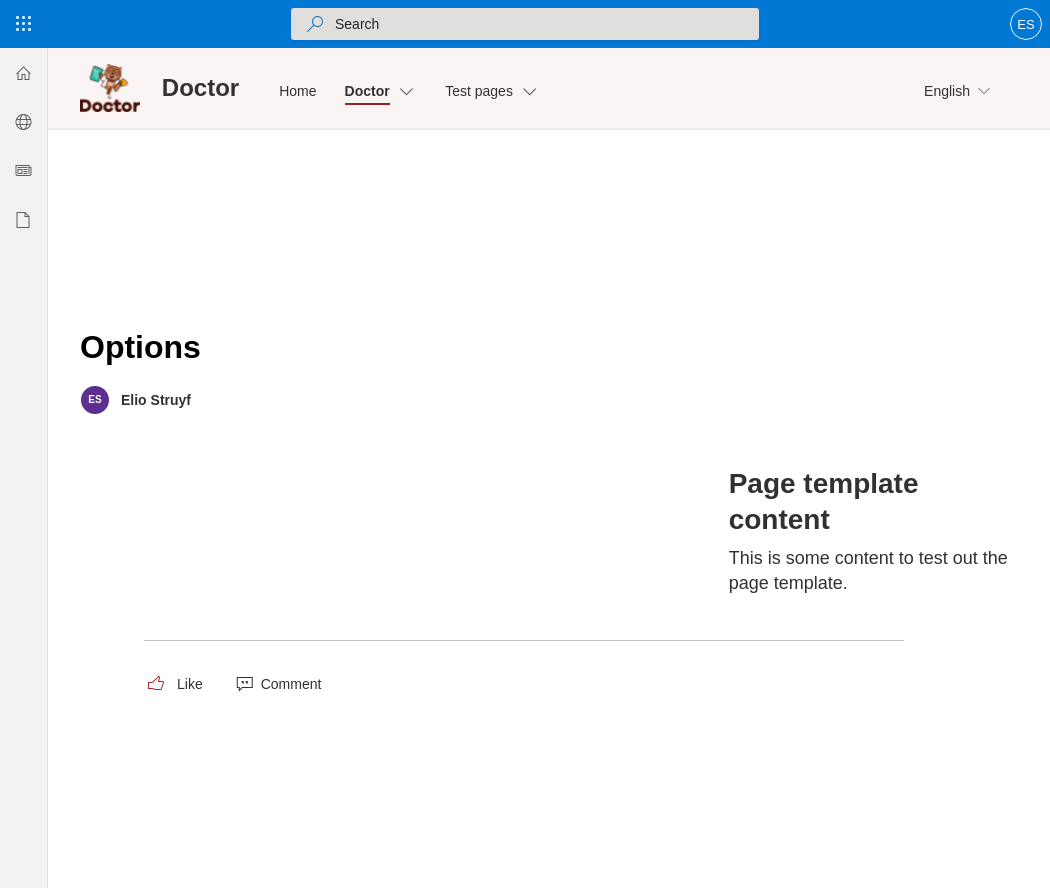 Search
ES
Doctor
Doctor
Home
Doctor
Test pages
English
Options
ES
Elio Struyf
Page template
content
This is some content to test out the
page template.
Like
Comment